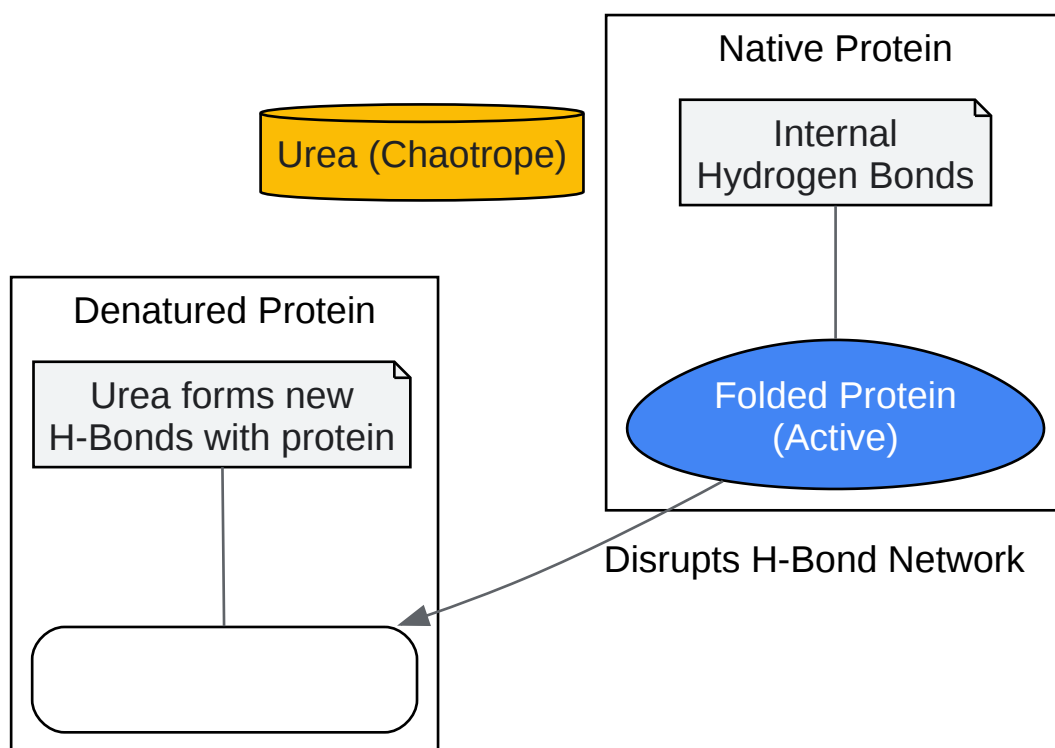 Native Protein
Internal
Hydrogen Bonds
Urea (Chaotrope)
Denatured Protein
Urea forms new
H-Bonds with protein
Folded Protein
(Active)
Disrupts H-Bond Network